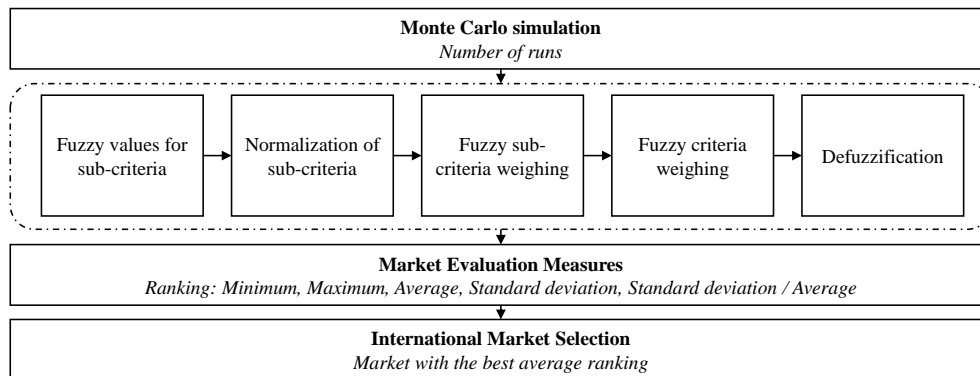 Monte Carlo simulation
Number of runs
Fuzzy values for
sub-criteria
Normalization of
sub-criteria
Fuzzy sub-
criteria weighing
Fuzzy criteria
weighing
Defuzzification
Market Evaluation Measures
Ranking: Minimum, Maximum, Average, Standard deviation, Standard deviation / Average
International Market Selection
Market with the best average ranking